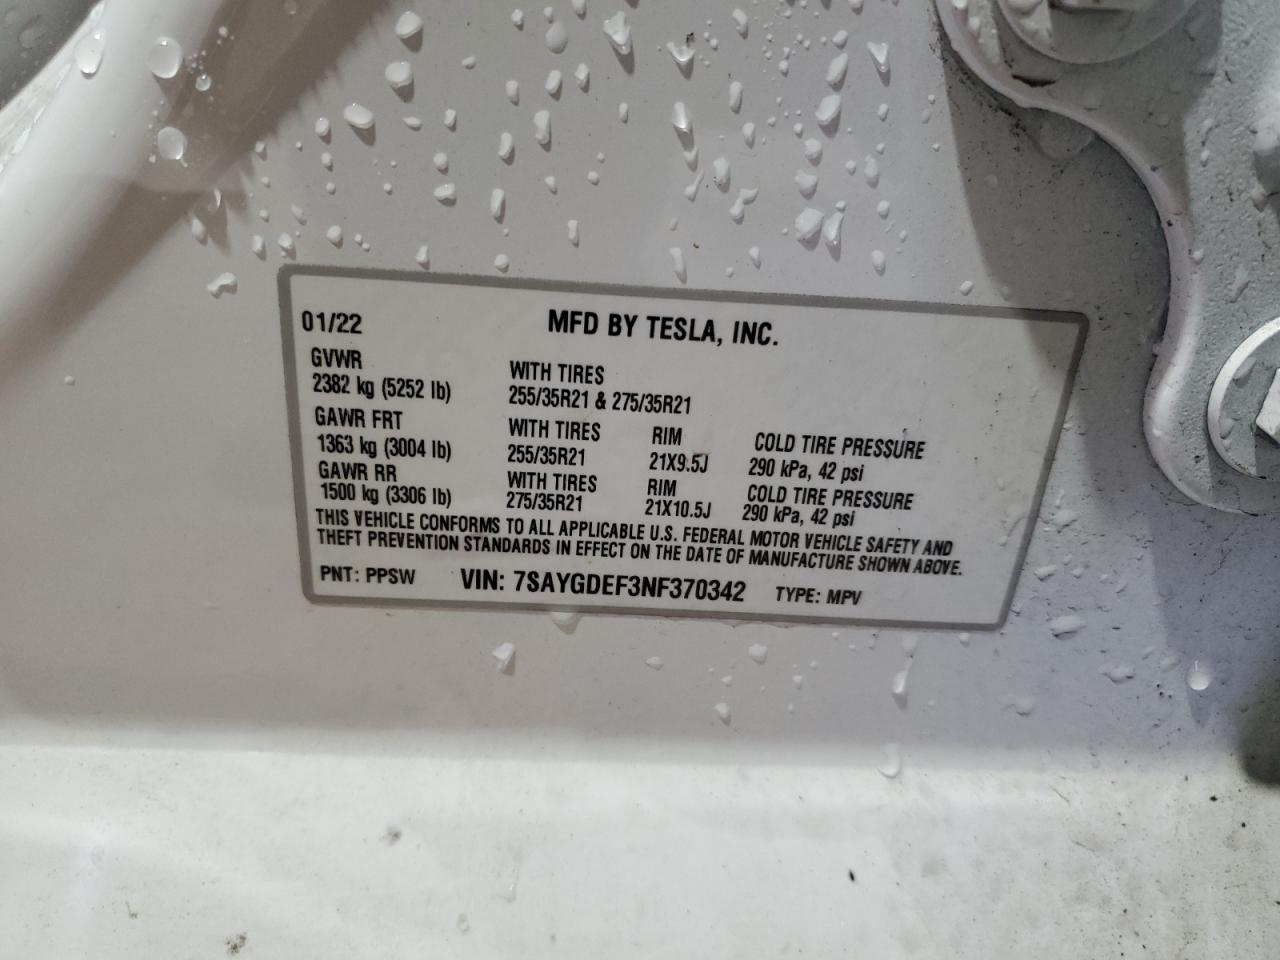 01/22 MFD BY TESLA, INC.
GVWR WITH TIRES
2382 kg (5252 lb) 255/35R21 & 275/35R21
GAWR FRT WITH TIRES RIM COLD TIRE PRESSURE
1363 kg (3004 lb) 255/35R21 21X9.5J 290 kPa, 42 psi
GAWR RR WITH TIRES RIM COLD TIRE PRESSURE
1500 kg (3306 lb) 275/35R21 21X10.5J 290 kPa, 42 psi
THIS VEHICLE CONFORMS TO ALL APPLICABLE U.S. FEDERAL MOTOR VEHICLE SAFETY AND
THEFT PREVENTION STANDARDS IN EFFECT ON THE DATE OF MANUFACTURE SHOWN ABOVE.
PNT: PPSW VIN: 7SAYGDEF3NF370342 TYPE: MPV